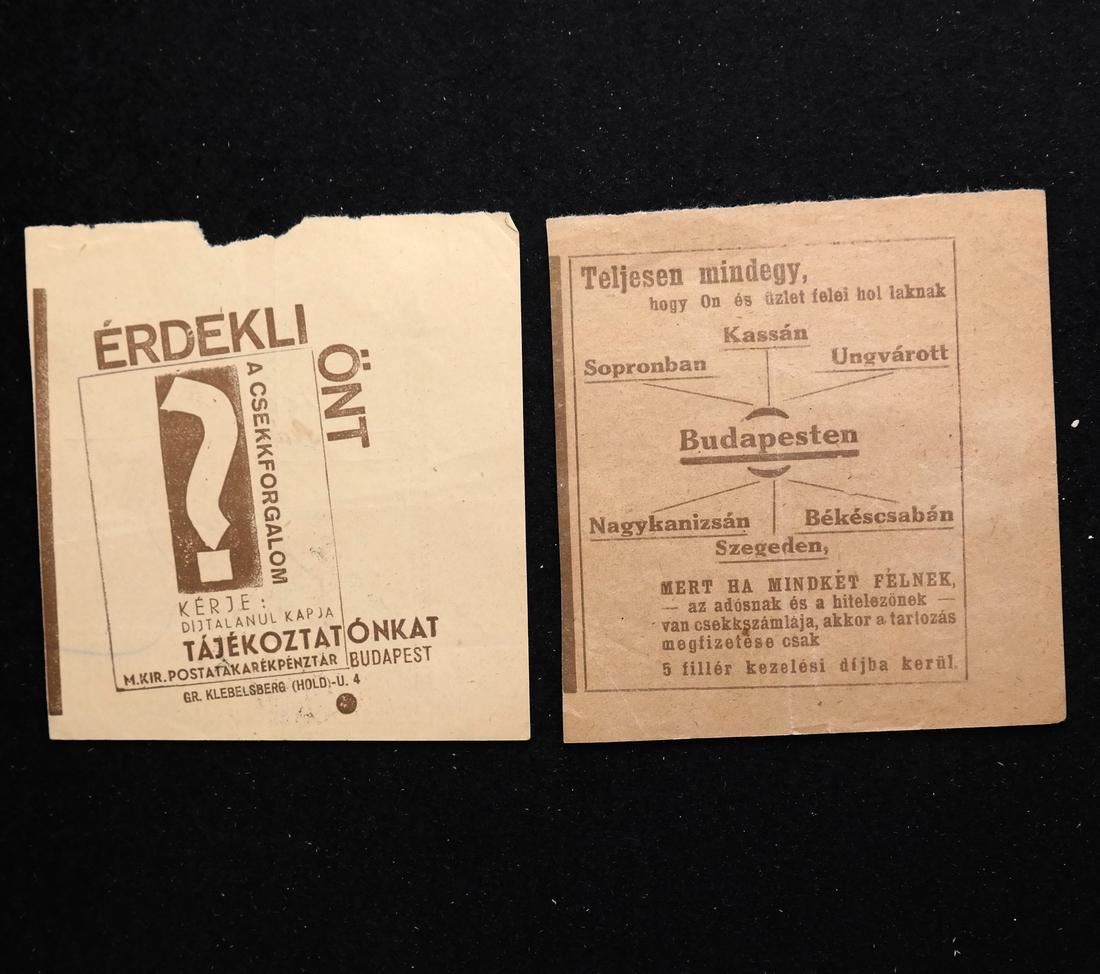 ÉRDEKLI
ÖNT
A CSEKKFORGALOM
?
KÉRJE:
DIJTALANUL KAPJA
TÁJÉKOZTATÓNKAT
M.KIR.POSTATAKARÉKPÉNZTÁR BUDAPEST
GR. KLEBELSBERG (HOLD)-U. 4
Teljesen mindegy,
hogy On és üzlet felei hol laknak
Kassán
Sopronban
Ungvárott
Budapesten
Nagykanizsán
Békéscsabán
Szegeden,
MERT HA MINDKÉT FÉLNEK,
— az adósnak és a hitelezőnek —
van csekkszámlája, akkor a tartozás
megfizetése csak
5 fillér kezelési díjba kerül.